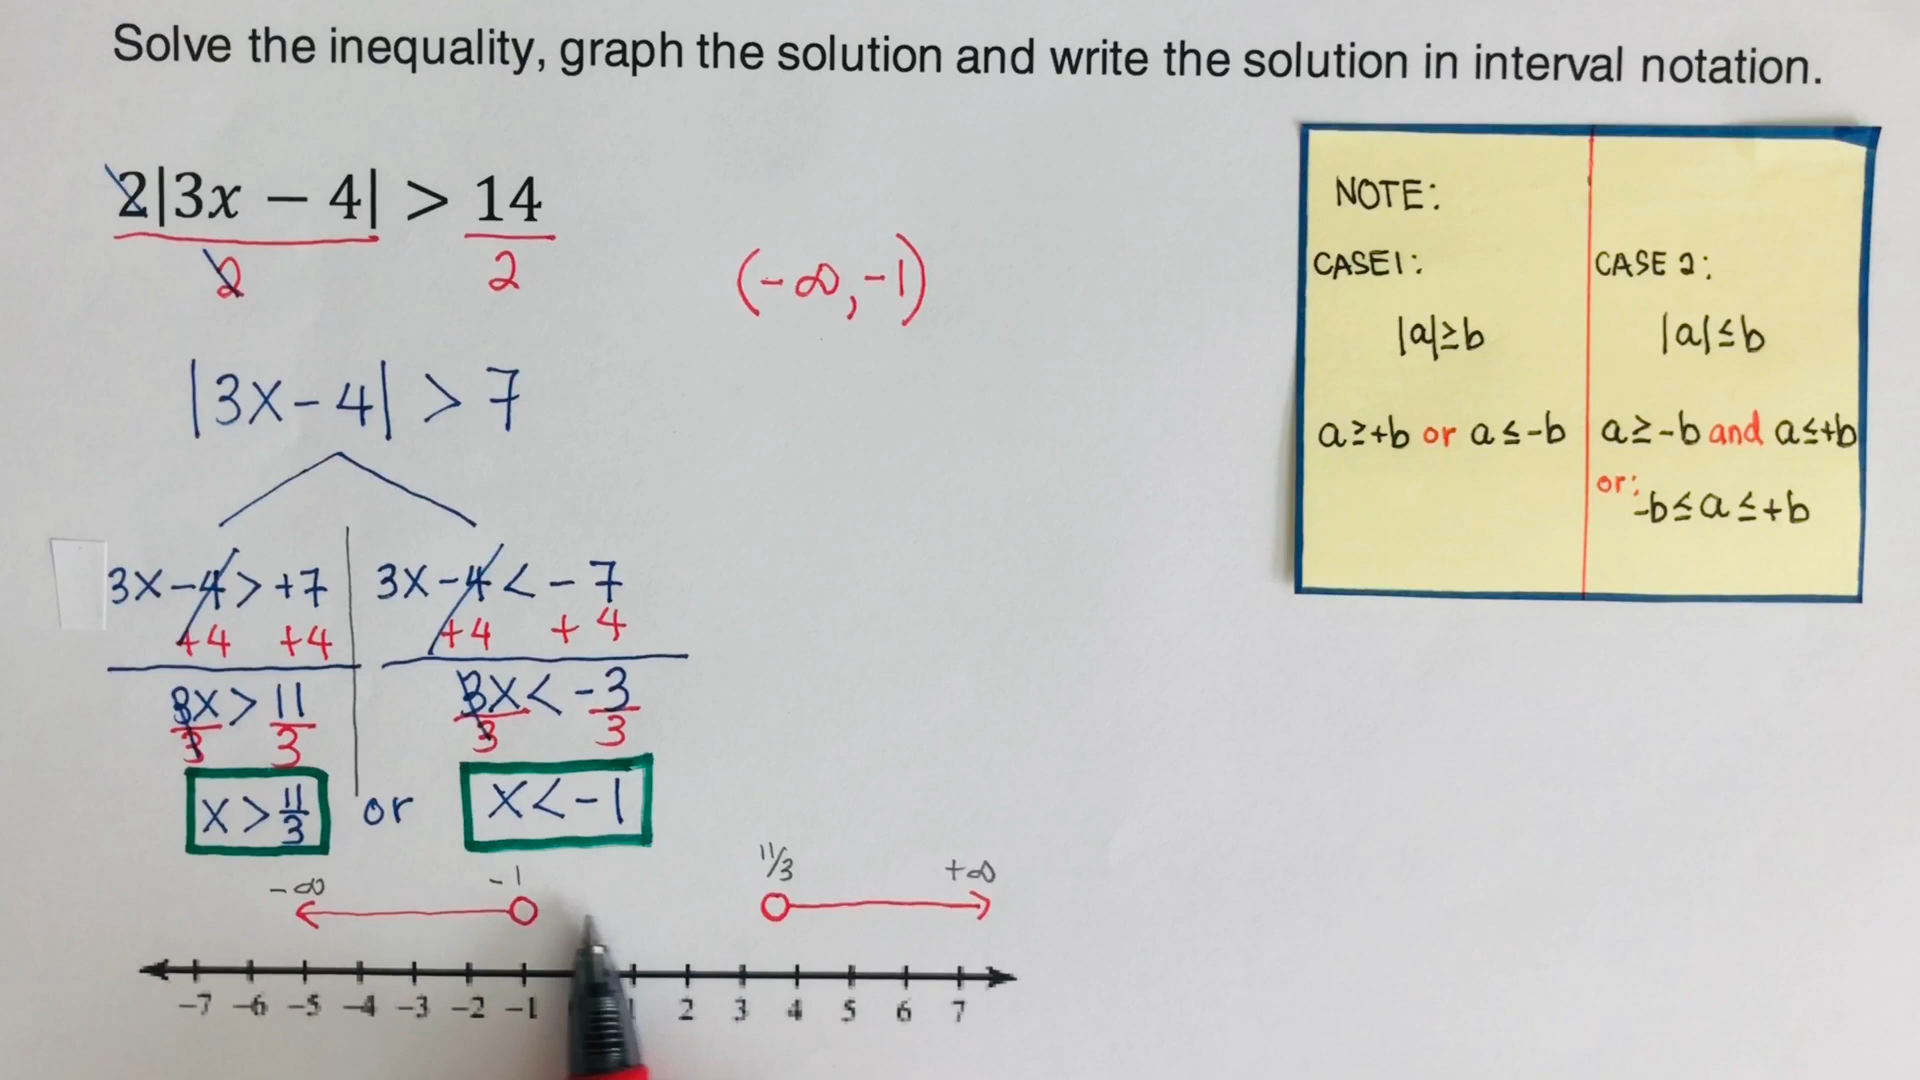 Solve the inequality, graph the solution and write the solution in interval notation.
2|3x − 4| > 14
2 2
(-∞, -1)
|3x-4| > 7
3x-4 > +7 3x-4 < -7
+4 +4 +4 +4
3x > 11 3x < -3
3 3 3 3
x > 11/3 or x < -1
-∞ -1 11/3 +∞
-7 -6 -5 -4 -3 -2 -1 1 2 3 4 5 6 7
NOTE:
CASE 1:
|a| ≥ b
a ≥ +b or a ≤ -b
CASE 2:
|a| ≤ b
a ≥ -b and a ≤ +b
or:
-b ≤ a ≤ +b